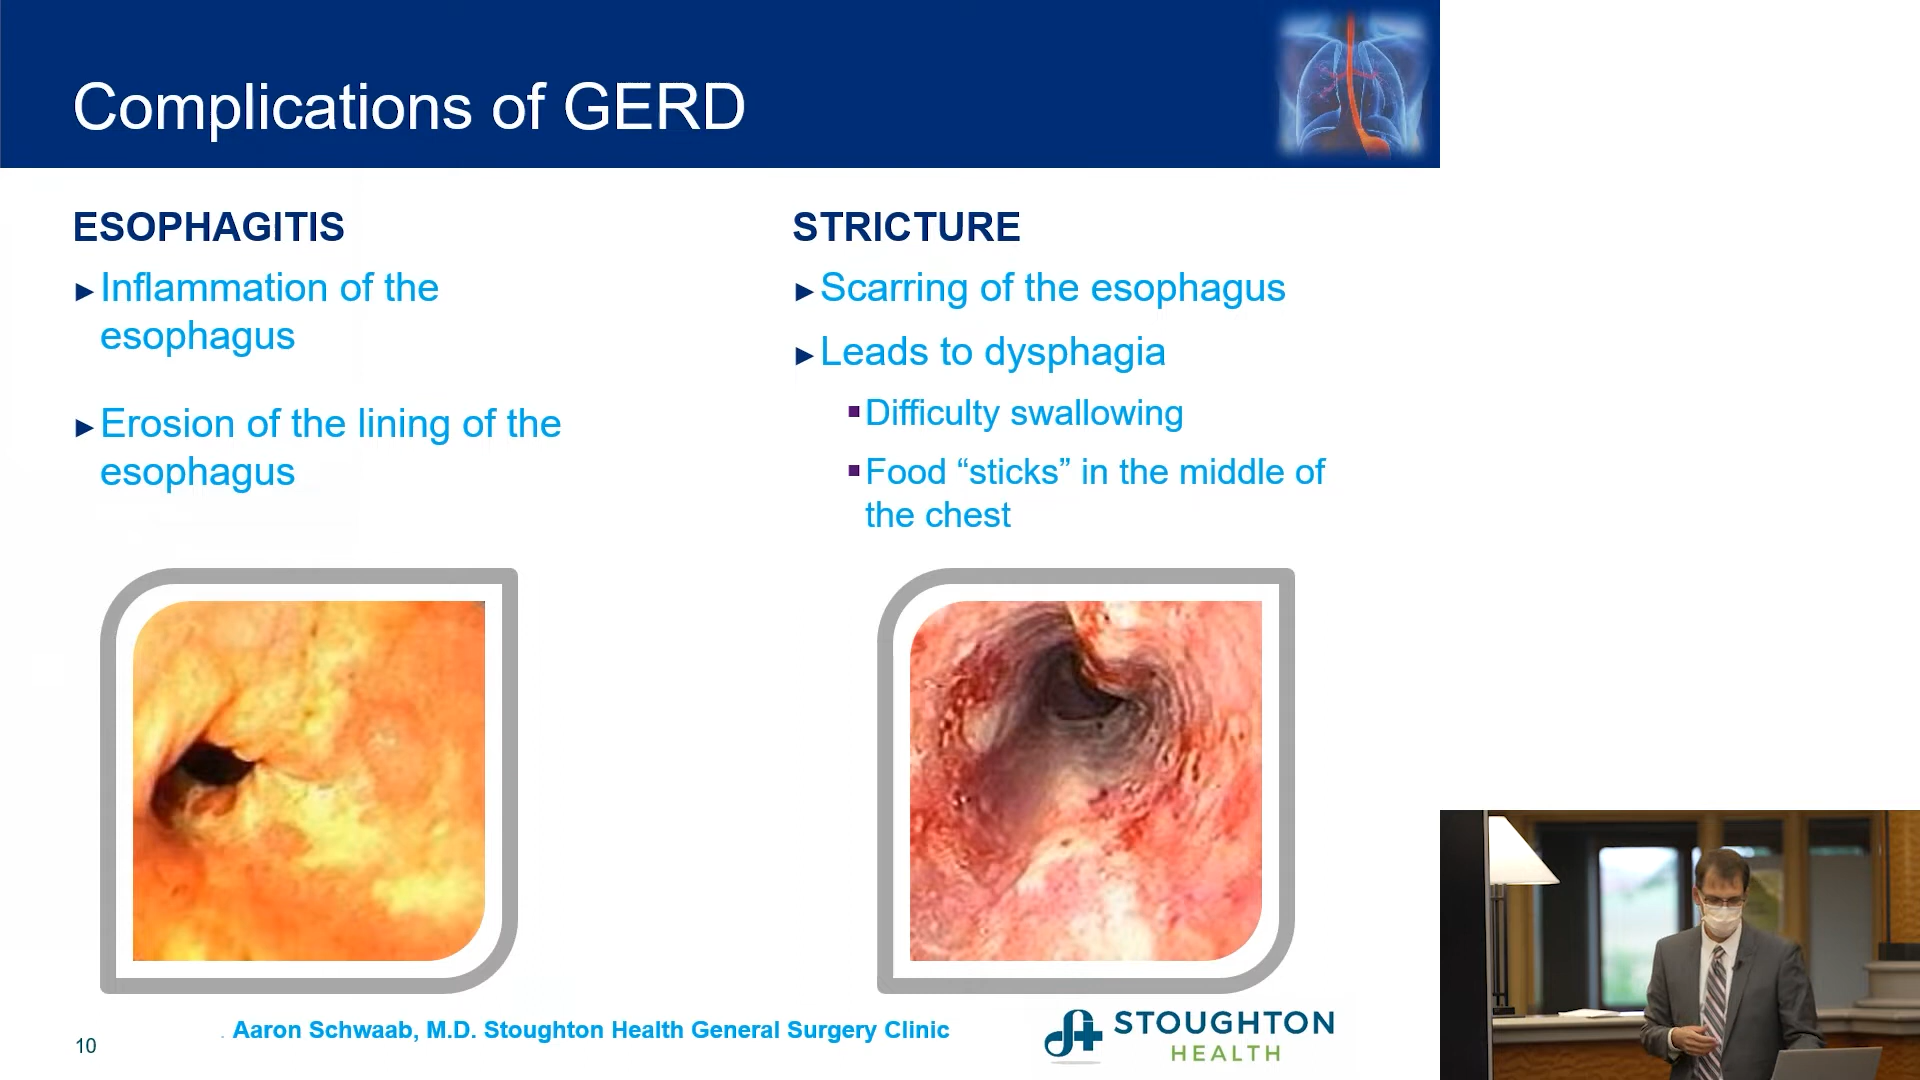 Complications of GERD
ESOPHAGITIS
►Inflammation of the
esophagus
►Erosion of the lining of the
esophagus
STRICTURE
►Scarring of the esophagus
►Leads to dysphagia
▪Difficulty swallowing
▪Food “sticks” in the middle of
the chest
10
. Aaron Schwaab, M.D. Stoughton Health General Surgery Clinic
STOUGHTON
HEALTH